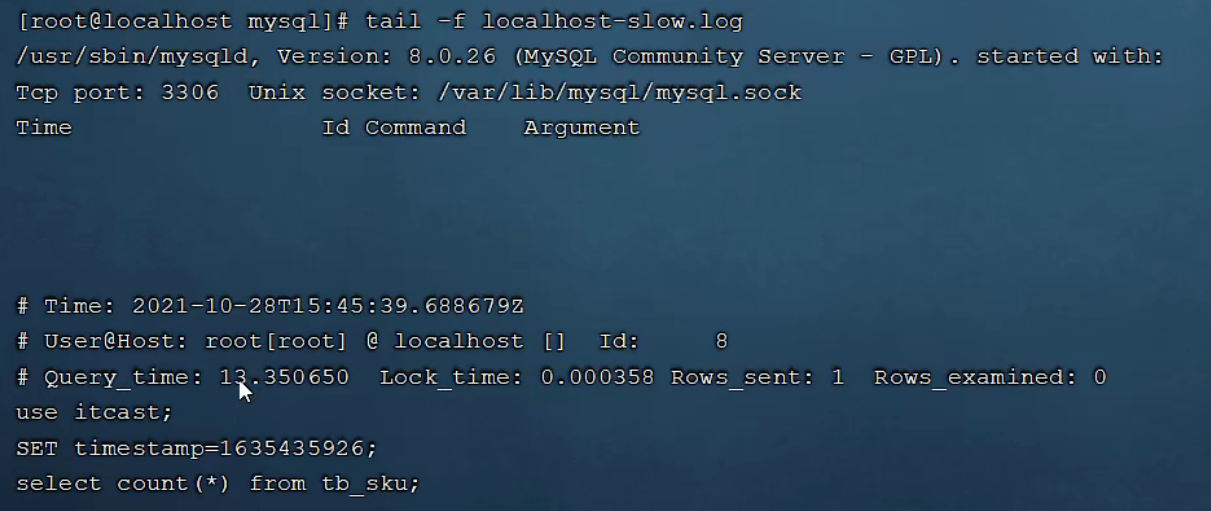 [root@localhost mysql]# tail -f localhost-slow.log
/usr/sbin/mysqld, Version: 8.0.26 (MySQL Community Server - GPL). started with:
Tcp port: 3306  Unix socket: /var/lib/mysql/mysql.sock
Time                 Id Command    Argument
# Time: 2021-10-28T15:45:39.688679Z
# User@Host: root[root] @ localhost []  Id:     8
# Query_time: 13.350650  Lock_time: 0.000358 Rows_sent: 1  Rows_examined: 0
use itcast;
SET timestamp=1635435926;
select count(*) from tb_sku;